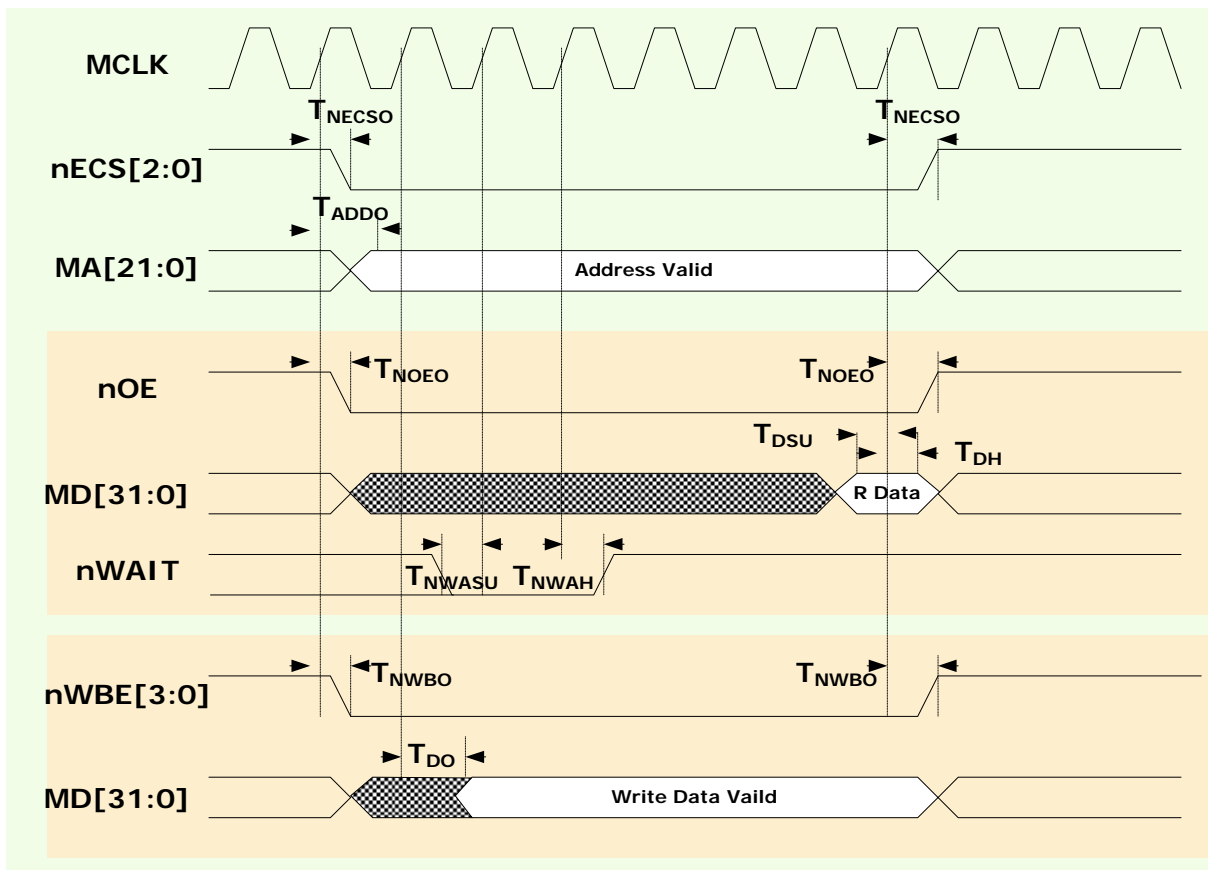 MCLK
TNECSO TNECSO
nECS[2:0]
TADDO
MA[21:0] Address Valid
nOE TNOEO TNOEO
TDSU TDH
MD[31:0] R Data
nWAIT TNWASU TNWAH
nWBE[3:0] TNWBO TNWBO
TDO
MD[31:0] Write Data Vaild